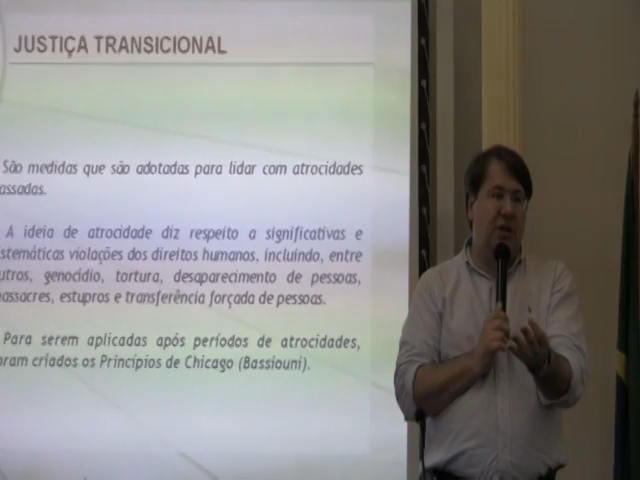 JUSTIÇA TRANSICIONAL
São medidas que são adotadas para lidar com atrocidades
assadas.
A ideia de atrocidade diz respeito a significativas e
istemáticas violações dos direitos humanos, incluindo, entre
utros, genocídio, tortura, desaparecimento de pessoas,
assacres, estupros e transferência forçada de pessoas.
Para serem aplicadas após períodos de atrocidades,
oram criados os Princípios de Chicago (Bassiouni).